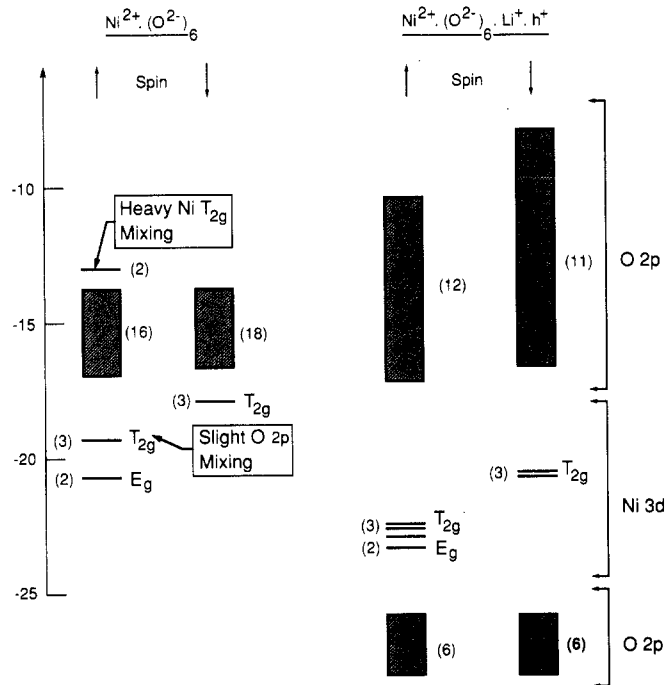 Ni2+. (O2-)6
Ni2+. (O2-)6. Li+. h+
Spin
Spin
-10
-15
-20
-25
Heavy Ni T2g
Mixing
(2)
(16)
(18)
(3) T2g
(3) T2g
Slight O 2p
Mixing
(2) Eg
(12)
(11)
O 2p
(3) T2g
(3) T2g
(2) Eg
Ni 3d
(6)
(6)
O 2p